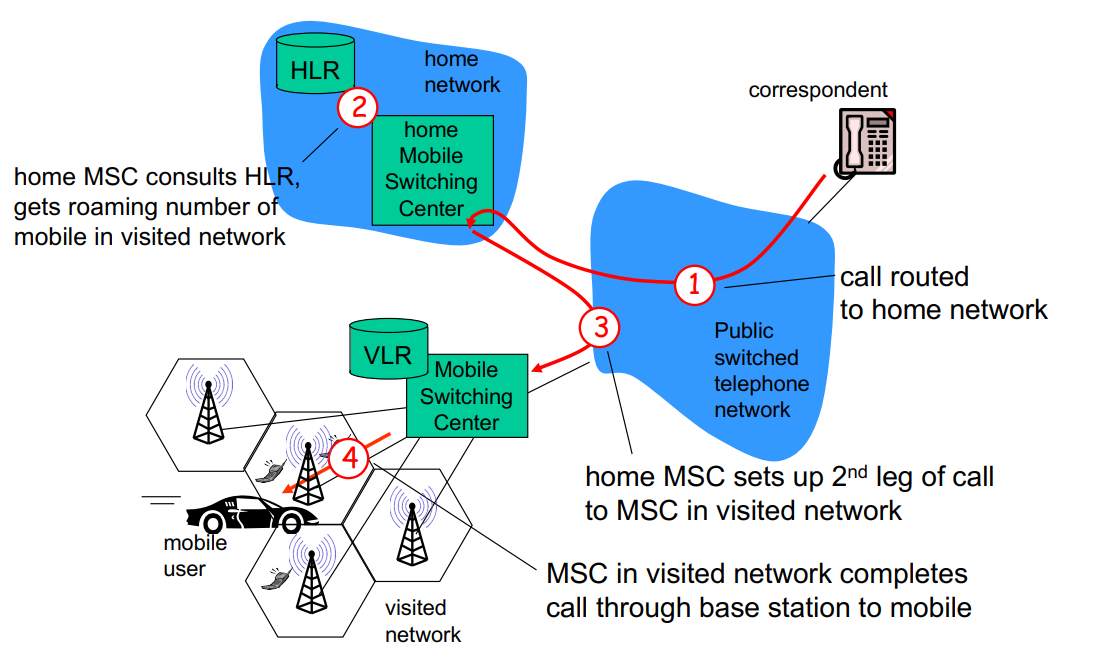 HLR
home
network
2
home
Mobile
Switching
Center
home MSC consults HLR,
gets roaming number of
mobile in visited network
correspondent
1
call routed
to home network
3
Public
switched
telephone
network
VLR
Mobile
Switching
Center
4
home MSC sets up 2nd leg of call
to MSC in visited network
mobile
user
MSC in visited network completes
call through base station to mobile
visited
network